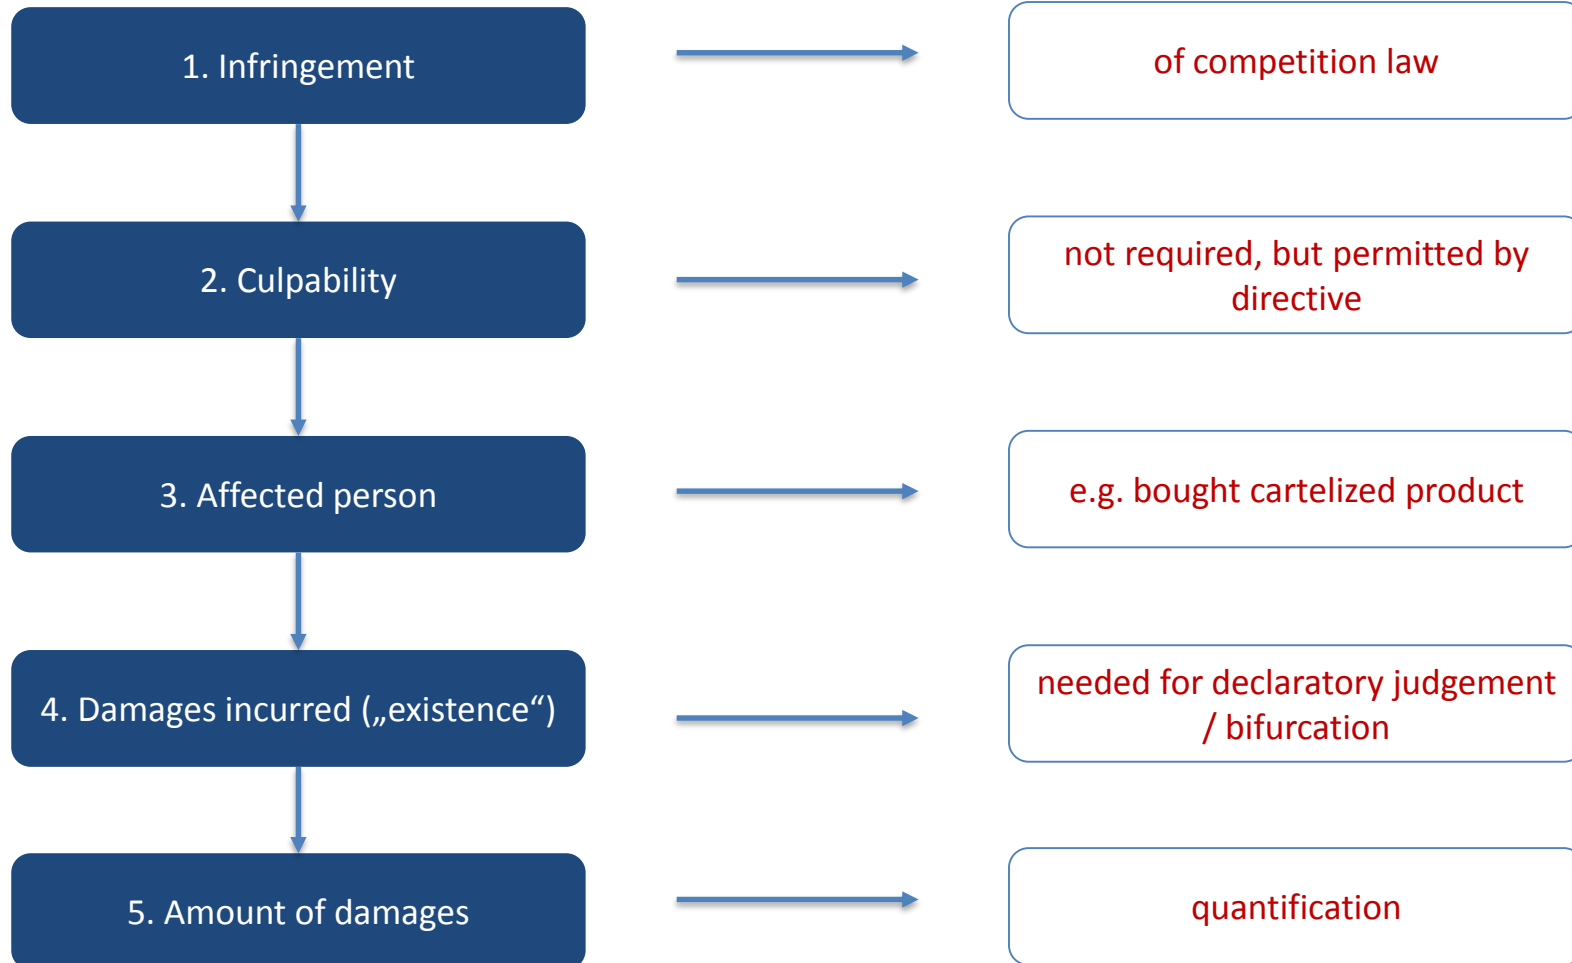 1. Infringement
of competition law
2. Culpability
not required, but permitted by
directive
3. Affected person
e.g. bought cartelized product
4. Damages incurred („existence“)
needed for declaratory judgement
/ bifurcation
5. Amount of damages
quantification